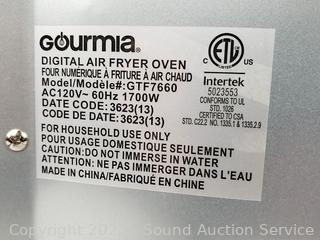 GOURMIA®
DIGITAL AIR FRYER OVEN
FOUR NUMÉRIQUE À FRITURE À AIR CHAUD
Model/Modèle#:GTF7660
AC120V~ 60Hz 1700W
DATE CODE: 3623(13)
CODE DE DATE: 3623(13)
FOR HOUSEHOLD USE ONLY
POUR USAGE DOMESTIQUE SEULEMENT
CAUTION: DO NOT IMMERSE IN WATER
ATTENTION: NE PAS IMMERGER DANS L'EAU
MADE IN CHINA/FABRIQUÉ EN CHINE
ETL
C US
LISTED
Intertek
5023553
CONFORMS TO UL
STD. 1026
CERTIFIED TO CSA
STD. C22.2 NO. 1335.1 & 1335.2.9
Sound Auction Service